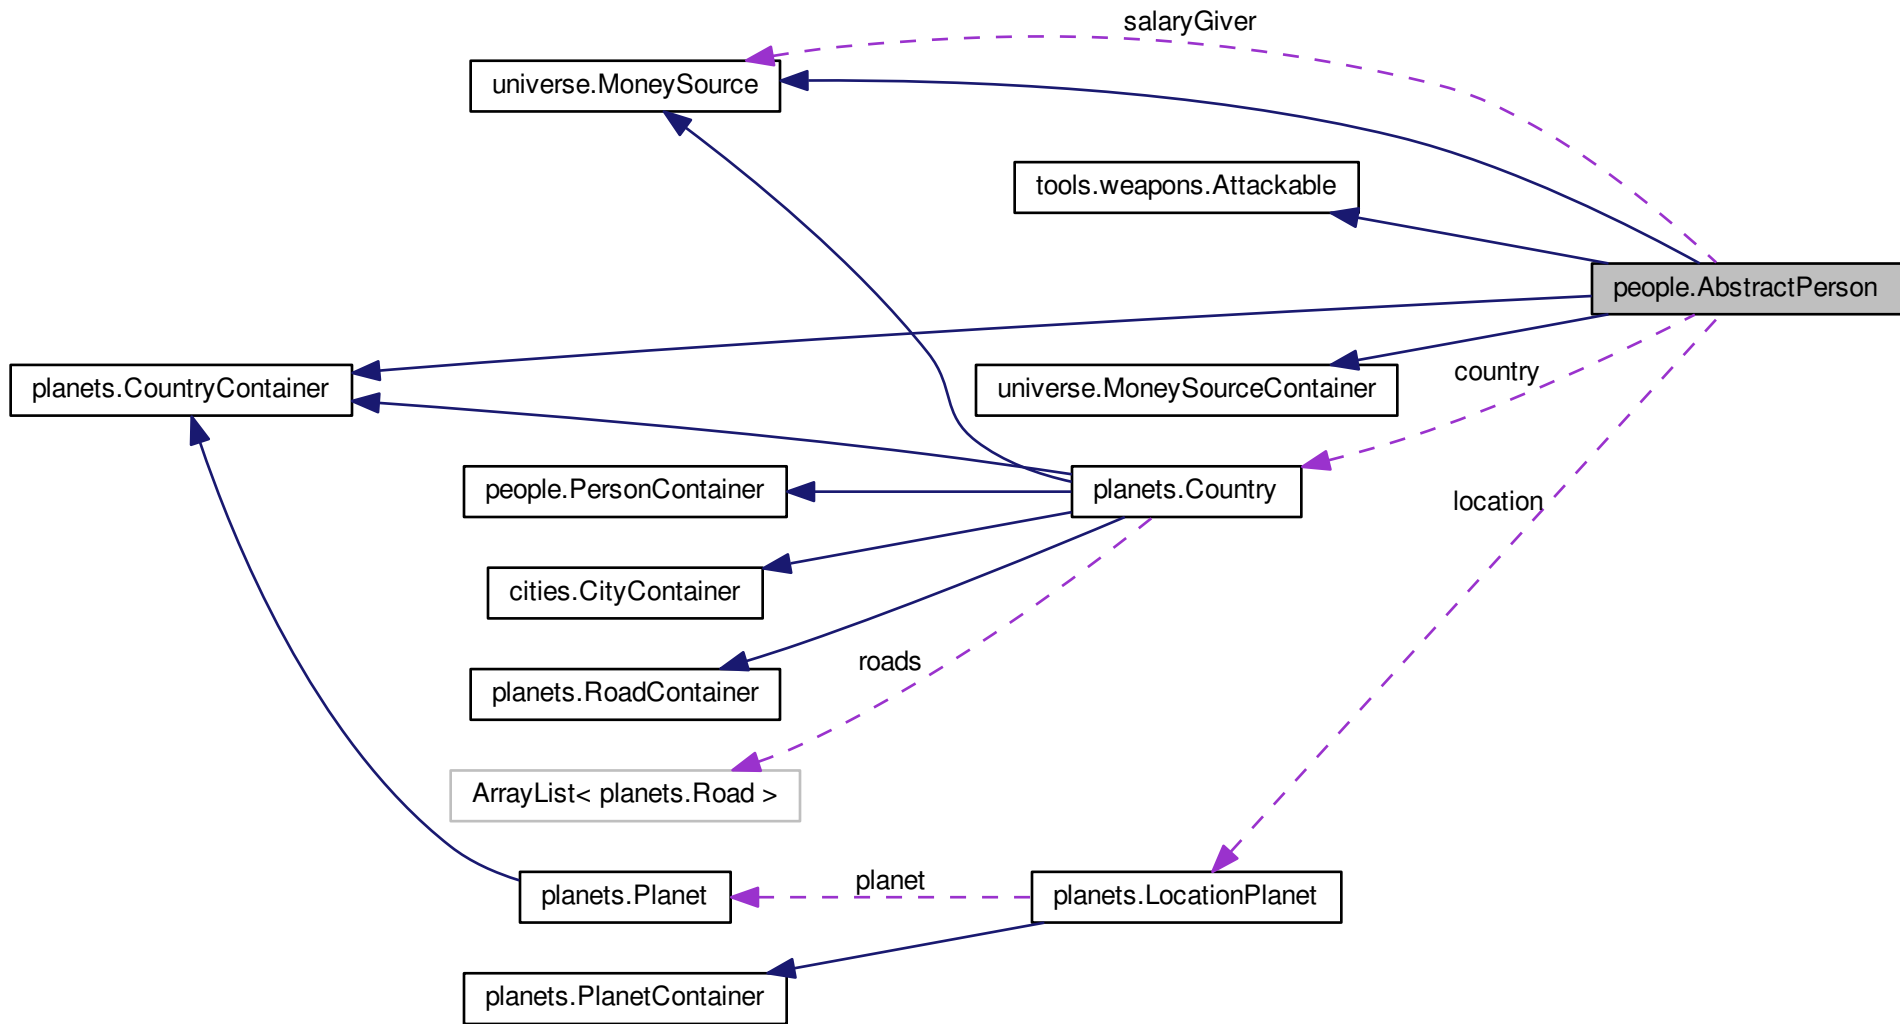 salaryGiver
universe.MoneySource
tools.weapons.Attackable
people.AbstractPerson
planets.CountryContainer
universe.MoneySourceContainer
country
people.PersonContainer
planets.Country
location
cities.CityContainer
roads
planets.RoadContainer
ArrayList< planets.Road >
planets.Planet
planet
planets.LocationPlanet
planets.PlanetContainer